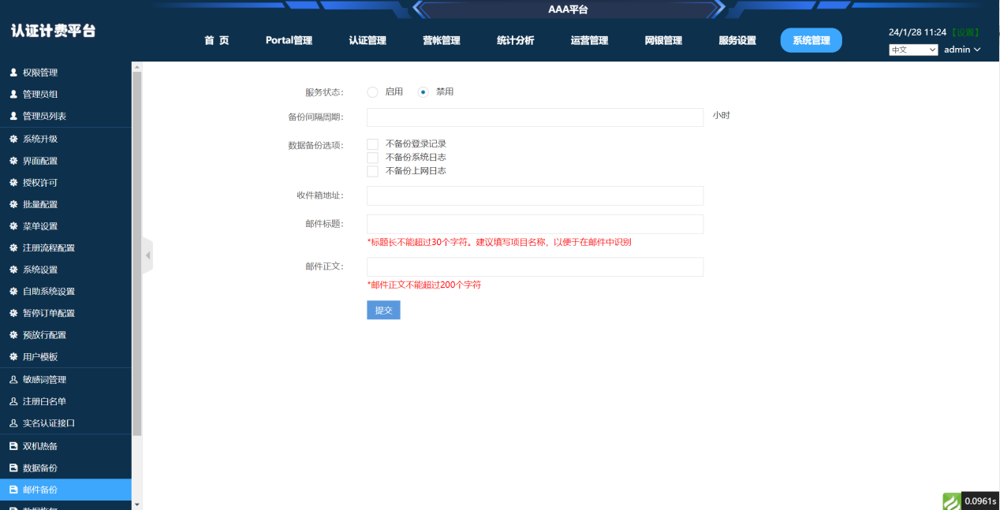 AAA平台
认证计费平台
首 页 Portal管理 认证管理 营帐管理 统计分析 运营管理 网银管理 服务设置 系统管理
24/1/28 11:24 【设置】
中文 admin
权限管理
管理员组
管理员列表
系统升级
界面配置
授权许可
批量配置
菜单设置
注册流程配置
系统设置
自助系统设置
暂停订单配置
预放行配置
用户模板
敏感词管理
注册白名单
实名认证接口
双机热备
数据备份
邮件备份
数据恢复
服务状态: 启用 禁用
备份间隔周期: 小时
数据备份选项: 不备份登录记录
不备份系统日志
不备份上网日志
收件箱地址:
邮件标题:
*标题长不能超过30个字符。建议填写项目名称，以便于在邮件中识别
邮件正文:
*邮件正文不能超过200个字符
提交
0.0961s